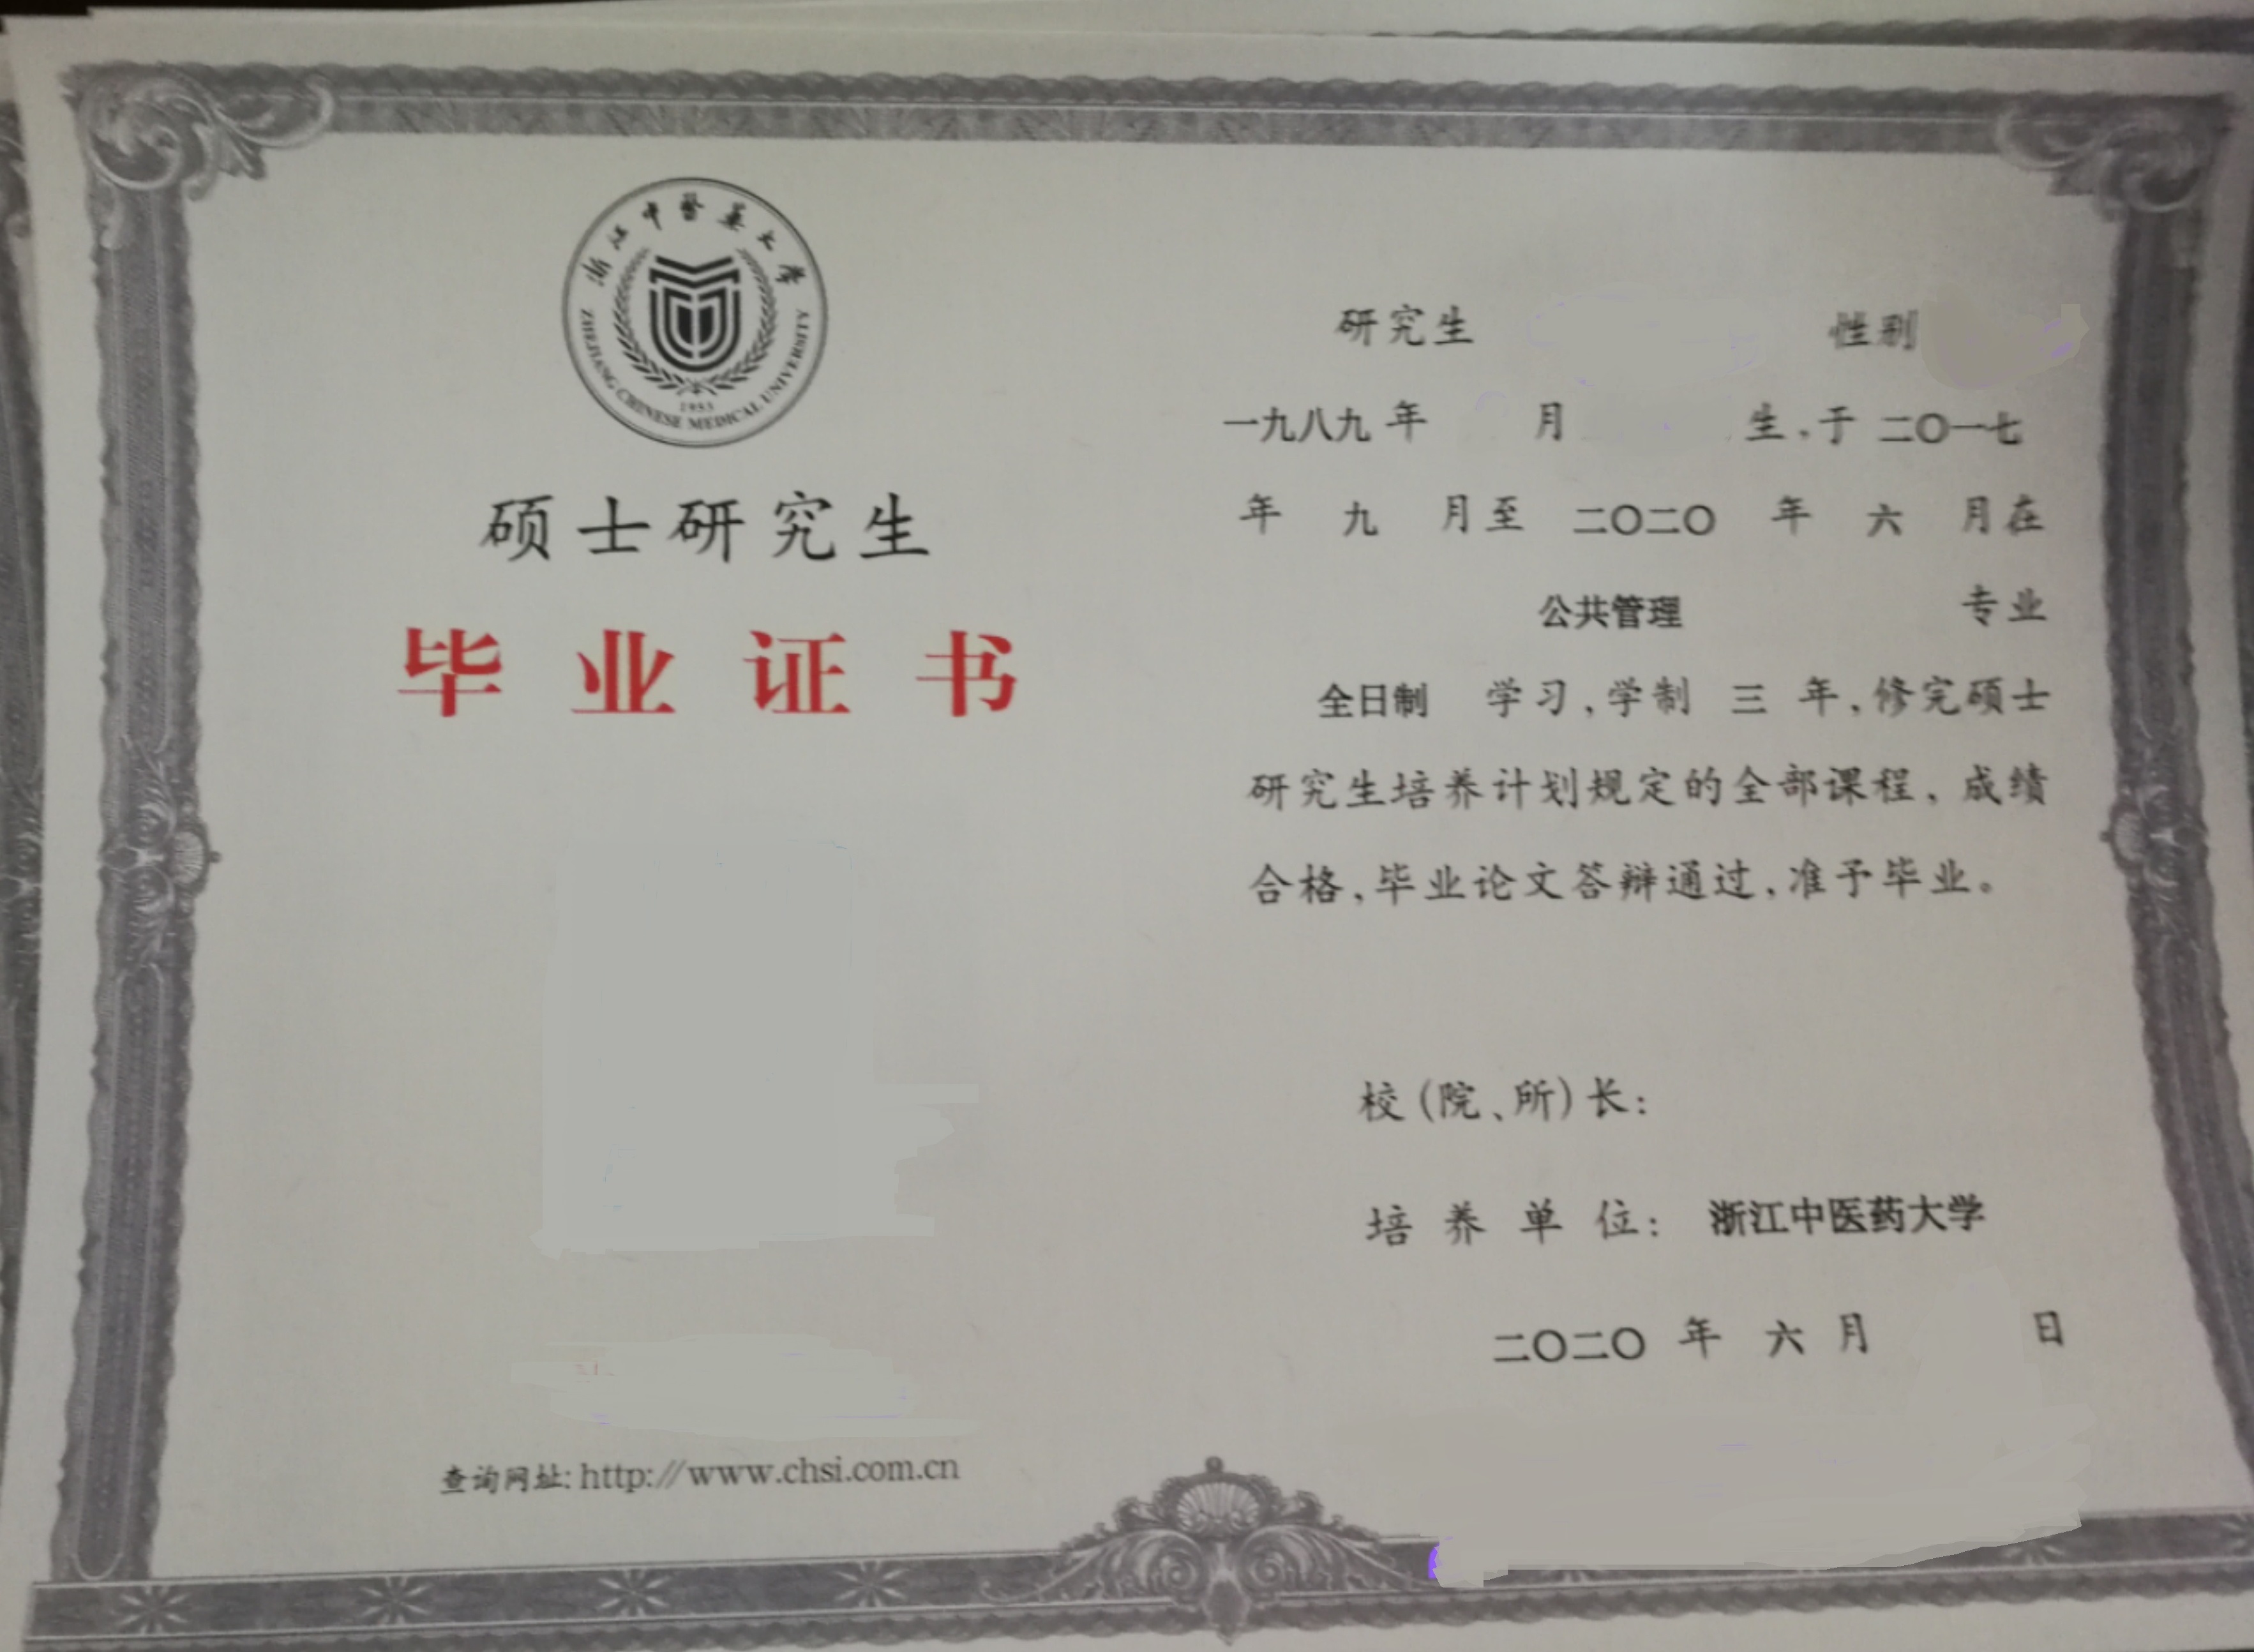 浙江中医药大学
ZHEJIANG CHINESE MEDICAL UNIVERSITY
1953
硕士研究生
毕业证书
查询网址: http://www.chsi.com.cn
研究生 性别
一九八九 年 月 生,于 二〇一七
年 九 月至 二〇二〇 年 六 月在
公共管理 专业
全日制 学习,学制 三 年,修完硕士
研究生培养计划规定的全部课程,成绩
合格,毕业论文答辩通过,准予毕业。
校(院、所)长:
培养单位: 浙江中医药大学
二〇二〇 年 六 月 日